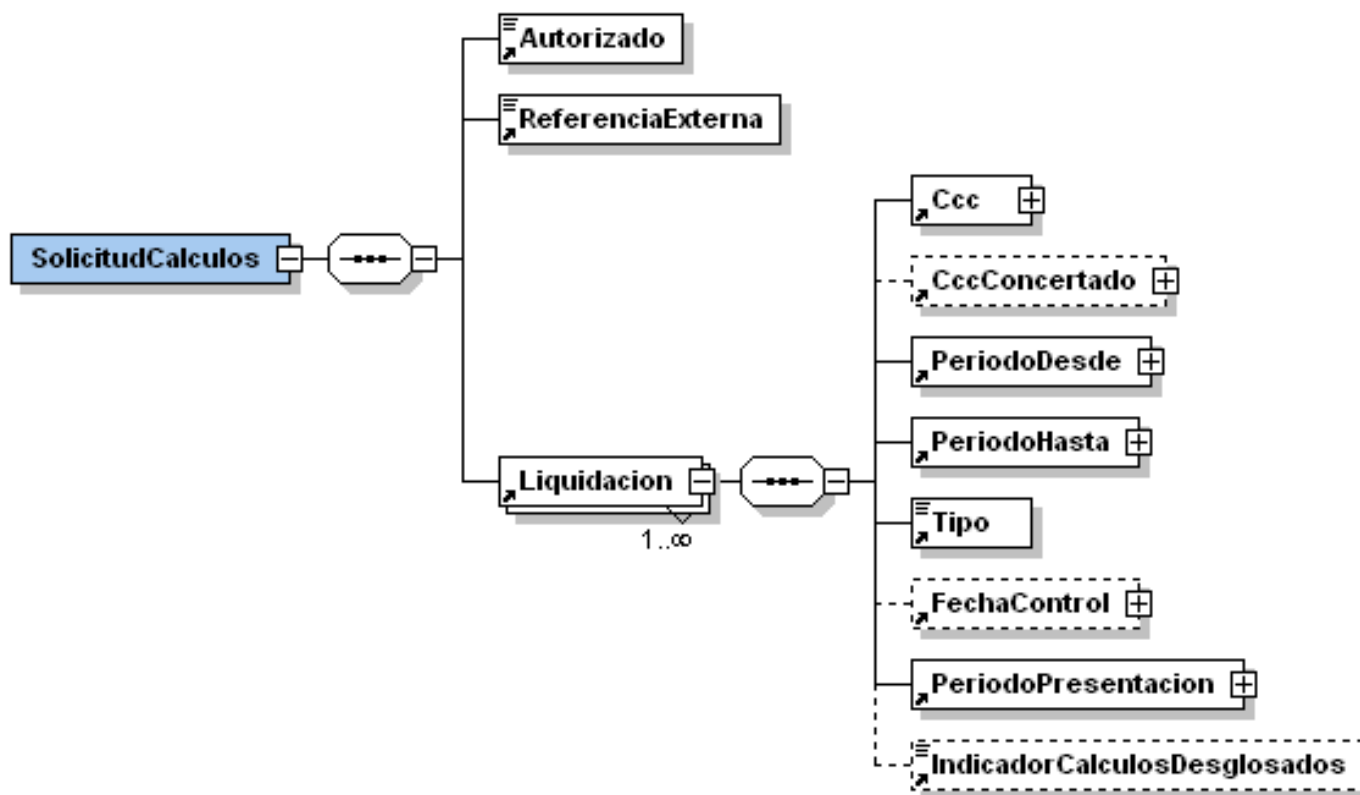 Autorizado
ReferenciaExterna
Ccc
SolicitudCalculos
CccConcertado
PeriodoDesde
PeriodoHasta
Liquidacion
1..∞
Tipo
FechaControl
PeriodoPresentacion
IndicadorCalculosDesglosados